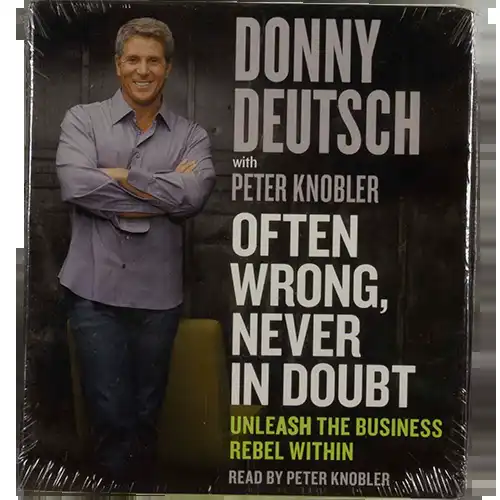 DONNY
DEUTSCH
with
PETER KNOBLER
OFTEN
WRONG,
NEVER
IN DOUBT
UNLEASH THE BUSINESS
REBEL WITHIN
READ BY PETER KNOBLER